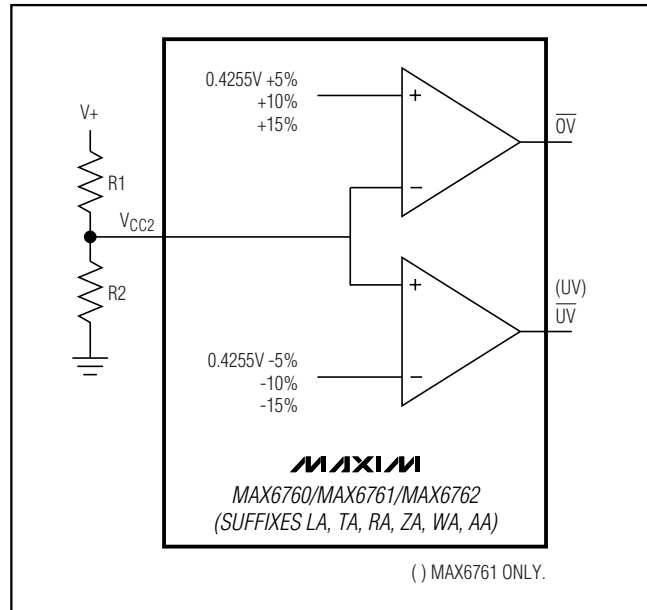 0.4255V +5%
+10%
+15%
+
OV
V+
R1
−
VCC2
+
(UV)
UV
R2
0.4255V -5%
-10%
-15%
−
MAXIM
MAX6760/MAX6761/MAX6762
(SUFFIXES LA, TA, RA, ZA, WA, AA)
( ) MAX6761 ONLY.